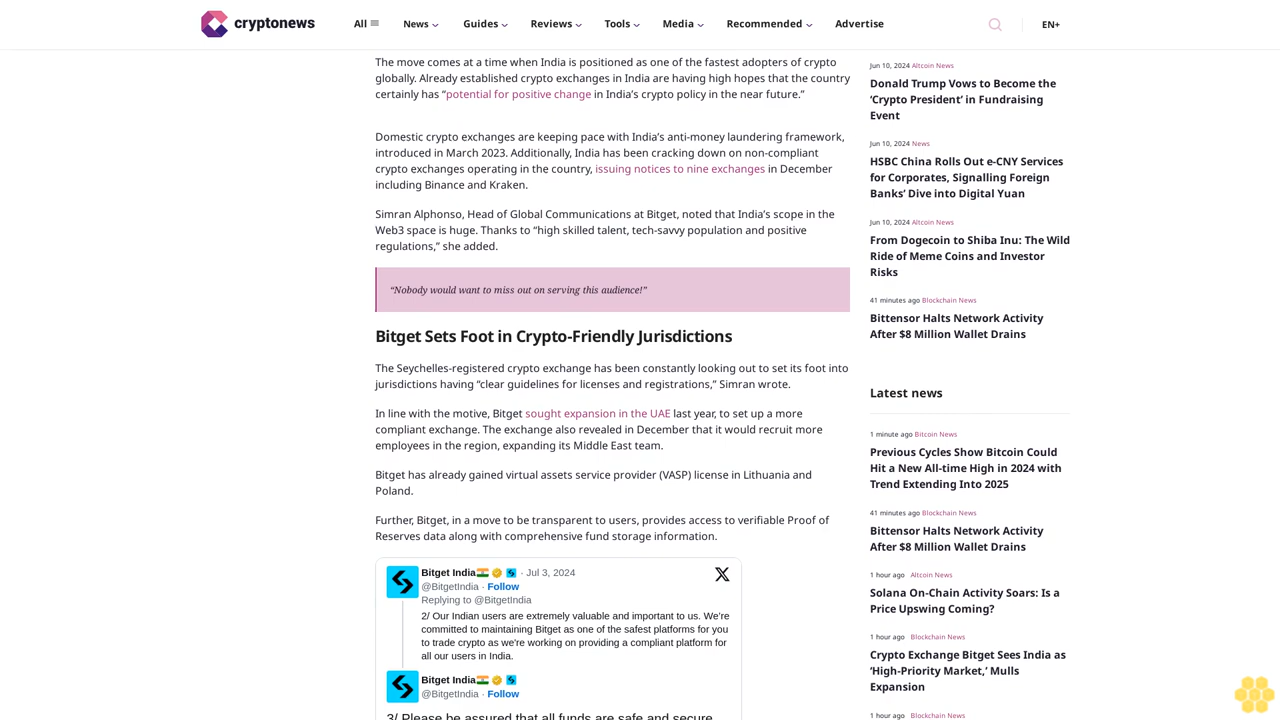 cryptonews
All
News
Guides
Reviews
Tools
Media
Recommended
Advertise
EN+
The move comes at a time when India is positioned as one of the fastest adopters of crypto
globally. Already established crypto exchanges in India are having high hopes that the country
certainly has “potential for positive change in India’s crypto policy in the near future.”
Domestic crypto exchanges are keeping pace with India’s anti-money laundering framework,
introduced in March 2023. Additionally, India has been cracking down on non-compliant
crypto exchanges operating in the country, issuing notices to nine exchanges in December
including Binance and Kraken.
Simran Alphonso, Head of Global Communications at Bitget, noted that India’s scope in the
Web3 space is huge. Thanks to “high skilled talent, tech-savvy population and positive
regulations,” she added.
“Nobody would want to miss out on serving this audience!”
Bitget Sets Foot in Crypto-Friendly Jurisdictions
The Seychelles-registered crypto exchange has been constantly looking out to set its foot into
jurisdictions having “clear guidelines for licenses and registrations,” Simran wrote.
In line with the motive, Bitget sought expansion in the UAE last year, to set up a more
compliant exchange. The exchange also revealed in December that it would recruit more
employees in the region, expanding its Middle East team.
Bitget has already gained virtual assets service provider (VASP) license in Lithuania and
Poland.
Further, Bitget, in a move to be transparent to users, provides access to verifiable Proof of
Reserves data along with comprehensive fund storage information.
Bitget India · Jul 3, 2024
@BitgetIndia · Follow
Replying to @BitgetIndia
2/ Our Indian users are extremely valuable and important to us. We’re
committed to maintaining Bitget as one of the safest platforms for you
to trade crypto as we’re working on providing a compliant platform for
all our users in India.
Bitget India
@BitgetIndia · Follow
3/ Please be assured that all funds are safe and secure
Jun 10, 2024 Altcoin News
Donald Trump Vows to Become the
‘Crypto President’ in Fundraising
Event
Jun 10, 2024 News
HSBC China Rolls Out e-CNY Services
for Corporates, Signalling Foreign
Banks’ Dive into Digital Yuan
Jun 10, 2024 Altcoin News
From Dogecoin to Shiba Inu: The Wild
Ride of Meme Coins and Investor
Risks
41 minutes ago Blockchain News
Bittensor Halts Network Activity
After $8 Million Wallet Drains
Latest news
1 minute ago Bitcoin News
Previous Cycles Show Bitcoin Could
Hit a New All-time High in 2024 with
Trend Extending Into 2025
41 minutes ago Blockchain News
Bittensor Halts Network Activity
After $8 Million Wallet Drains
1 hour ago Altcoin News
Solana On-Chain Activity Soars: Is a
Price Upswing Coming?
1 hour ago Blockchain News
Crypto Exchange Bitget Sees India as
‘High-Priority Market,’ Mulls
Expansion
1 hour ago Blockchain News